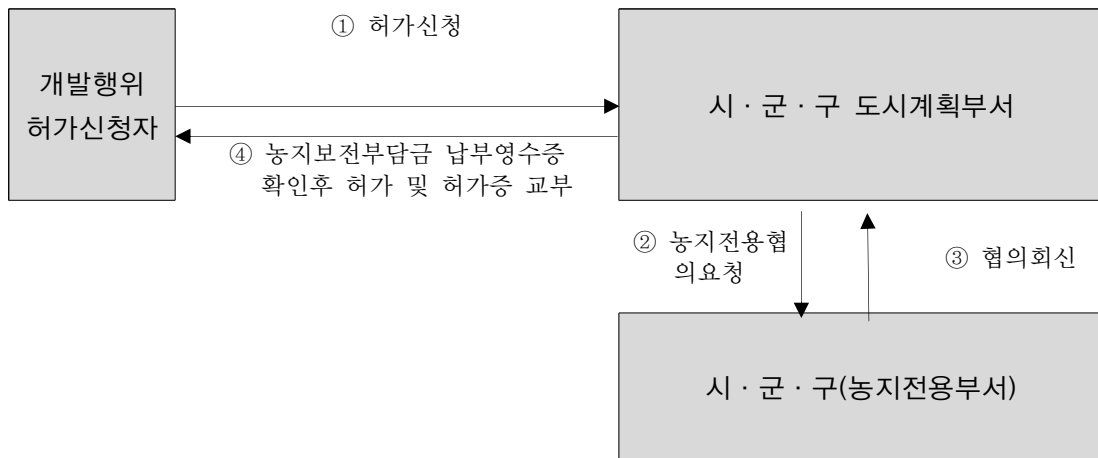 ① 허가신청
개발행위
허가신청자
시 · 군 · 구 도시계획부서
④ 농지보전부담금 납부영수증
확인후 허가 및 허가증 교부
② 농지전용협
의요청
③ 협의회신
시 · 군 · 구(농지전용부서)